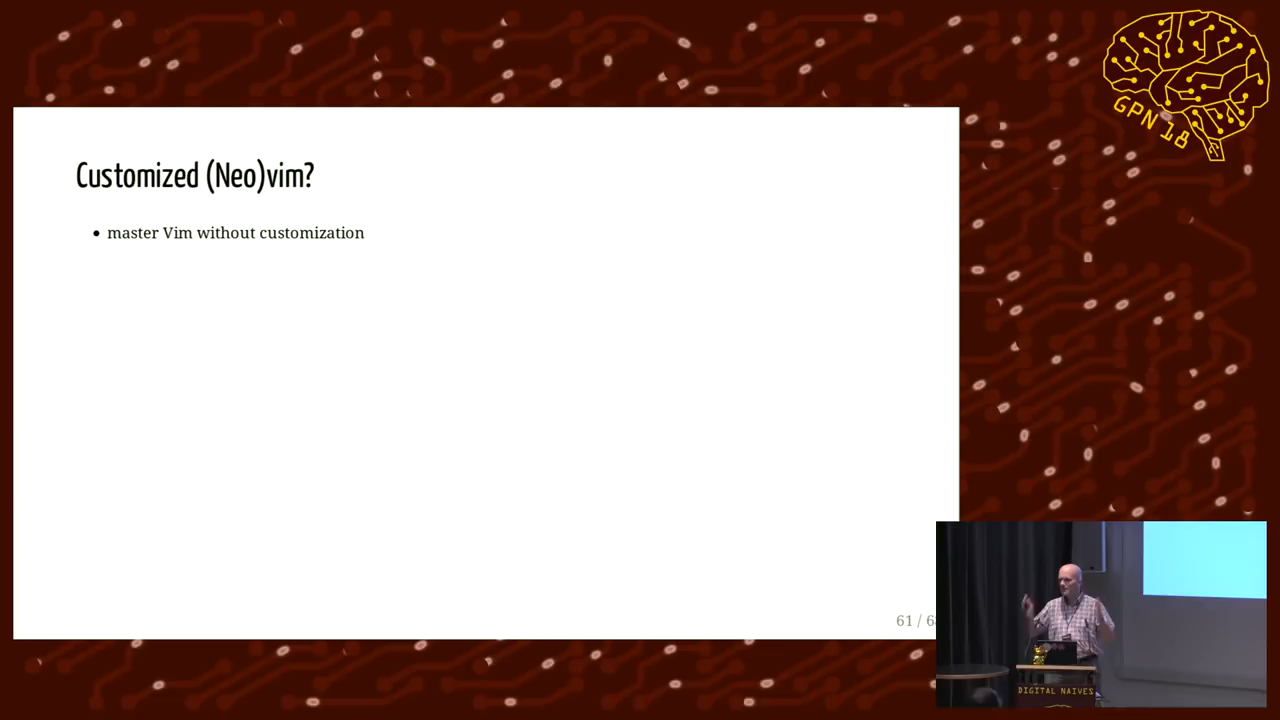 GPN 18
Customized (Neo)vim?
• master Vim without customization
61 / 6
DIGITAL NAIVES